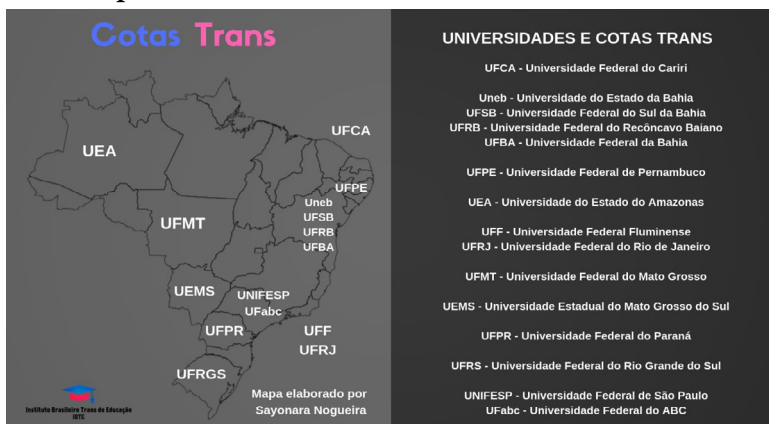 Cotas Trans
UFCA
UEA
UFPE
Uneb
UFSB
UFRB
UFBA
UFMT
UEMS
UNIFESP
UFabc
UFPR
UFF
UFRJ
UFRGS
Mapa elaborado por
Sayonara Nogueira
Instituto Brasileiro Trans de Educação
IBTE
UNIVERSIDADES E COTAS TRANS
UFCA - Universidade Federal do Cariri
Uneb - Universidade do Estado da Bahia
UFSB - Universidade Federal do Sul da Bahia
UFRB - Universidade Federal do Recôncavo Baiano
UFBA - Universidade Federal da Bahia
UFPE - Universidade Federal de Pernambuco
UEA - Universidade do Estado do Amazonas
UFF - Universidade Federal Fluminense
UFRJ - Universidade Federal do Rio de Janeiro
UFMT - Universidade Federal do Mato Grosso
UEMS - Universidade Estadual do Mato Grosso do Sul
UFPR - Universidade Federal do Paraná
UFRS - Universidade Federal do Rio Grande do Sul
UNIFESP - Universidade Federal de São Paulo
UFabc - Universidade Federal do ABC